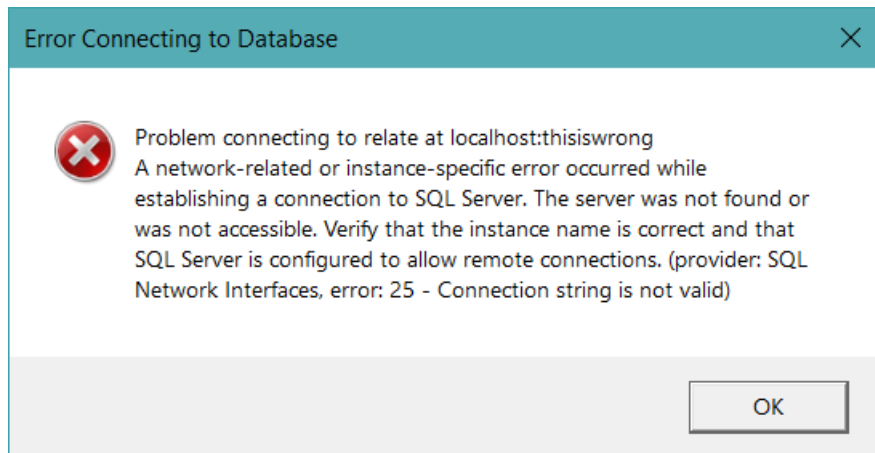 Error Connecting to Database
Problem connecting to relate at localhost:thisiswrong
A network-related or instance-specific error occurred while
establishing a connection to SQL Server. The server was not found or
was not accessible. Verify that the instance name is correct and that
SQL Server is configured to allow remote connections. (provider: SQL
Network Interfaces, error: 25 - Connection string is not valid)
OK